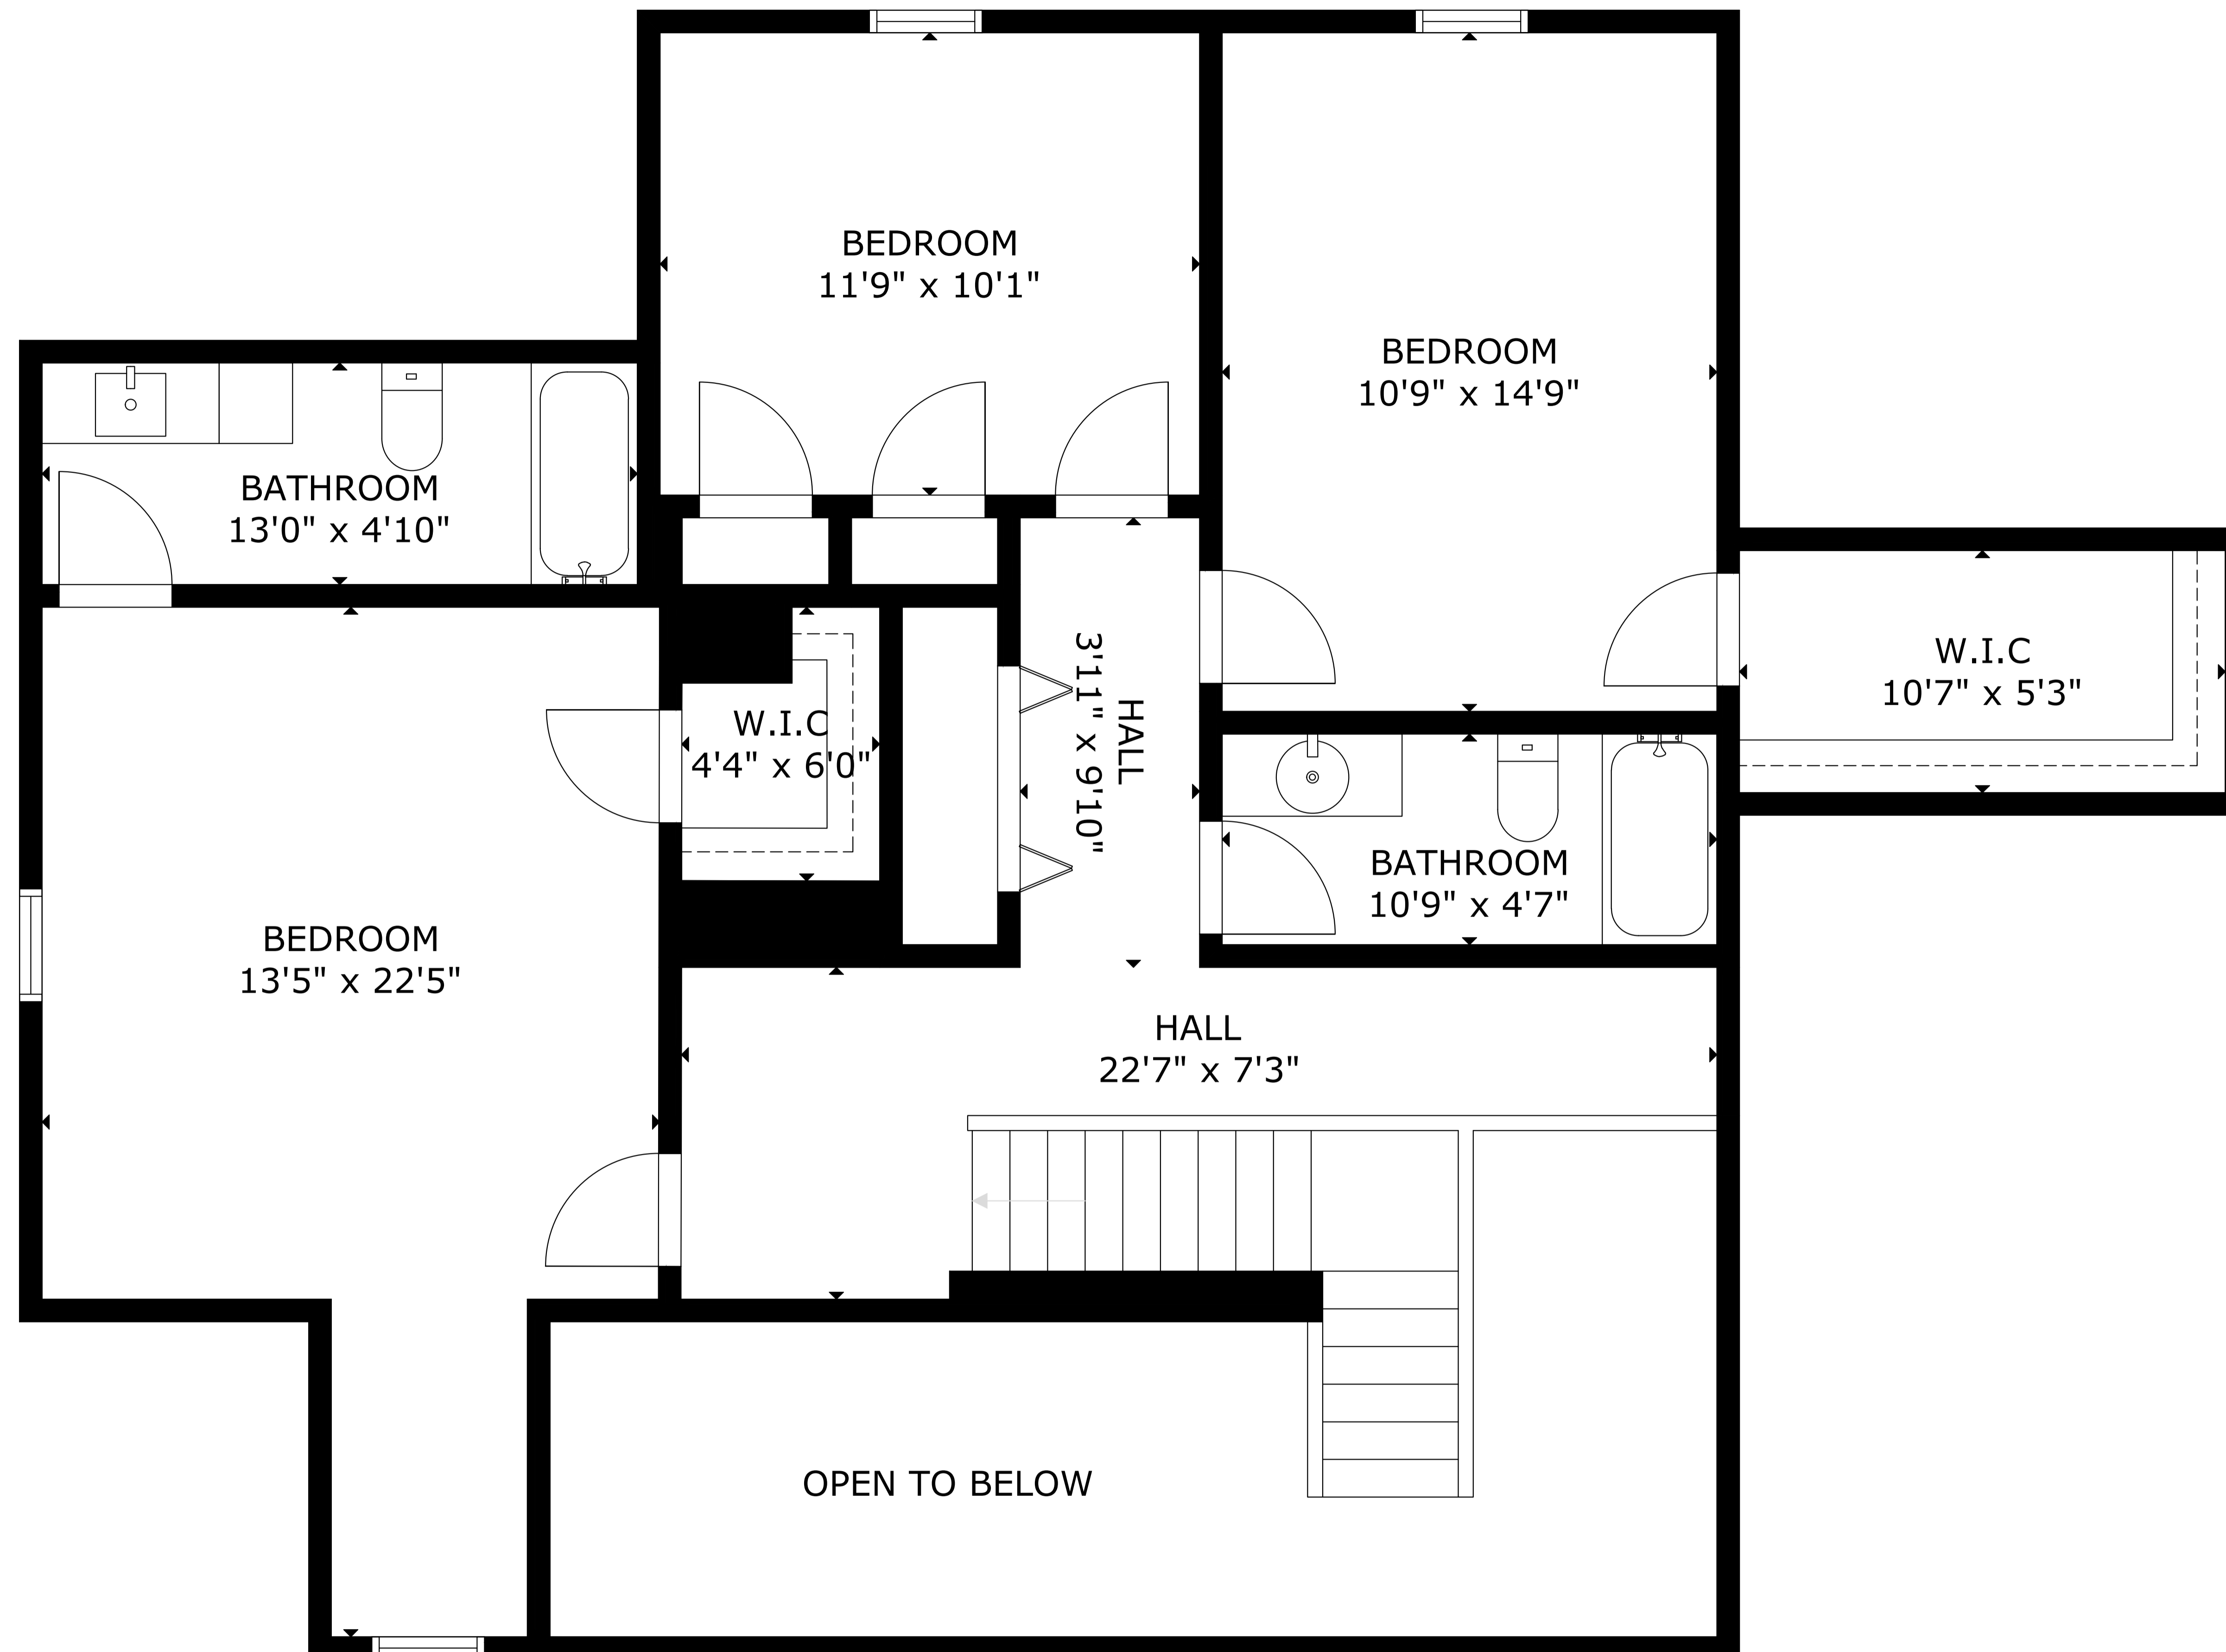 BEDROOM
11'9" x 10'1"
BEDROOM
10'9" x 14'9"
BATHROOM
13'0" x 4'10"
W.I.C
10'7" x 5'3"
W.I.C
4'4" x 6'0"
HALL
3'11" x 9'10"
BATHROOM
10'9" x 4'7"
BEDROOM
13'5" x 22'5"
HALL
22'7" x 7'3"
OPEN TO BELOW